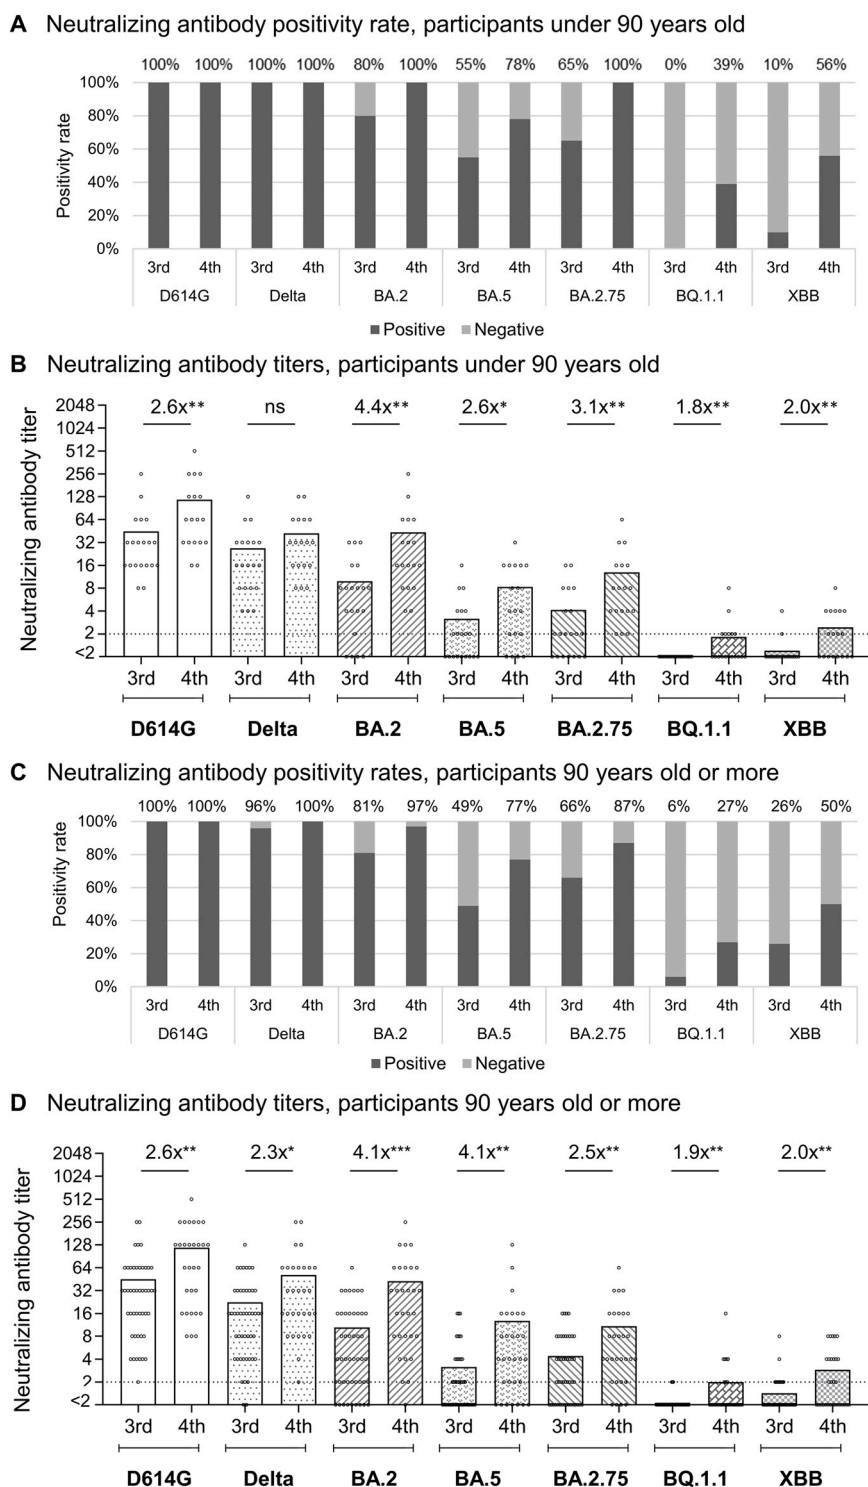 A Neutralizing antibody positivity rate, participants under 90 years old
100% 100% 100% 100% 80% 100% 55% 78% 65% 100% 0% 39% 10% 56%
Positivity rate
100%
80%
60%
40%
20%
0%
3rd 4th 3rd 4th 3rd 4th 3rd 4th 3rd 4th 3rd 4th 3rd 4th
D614G Delta BA.2 BA.5 BA.2.75 BQ.1.1 XBB
Positive Negative
B Neutralizing antibody titers, participants under 90 years old
2.6x** ns 4.4x** 2.6x* 3.1x** 1.8x** 2.0x**
Neutralizing antibody titer
2048
1024
512
256
128
64
32
16
8
4
2
<2
3rd 4th 3rd 4th 3rd 4th 3rd 4th 3rd 4th 3rd 4th 3rd 4th
D614G Delta BA.2 BA.5 BA.2.75 BQ.1.1 XBB
C Neutralizing antibody positivity rates, participants 90 years old or more
100% 100% 96% 100% 81% 97% 49% 77% 66% 87% 6% 27% 26% 50%
Positivity rate
100%
80%
60%
40%
20%
0%
3rd 4th 3rd 4th 3rd 4th 3rd 4th 3rd 4th 3rd 4th 3rd 4th
D614G Delta BA.2 BA.5 BA.2.75 BQ.1.1 XBB
Positive Negative
D Neutralizing antibody titers, participants 90 years old or more
2.6x** 2.3x* 4.1x*** 4.1x** 2.5x** 1.9x** 2.0x**
Neutralizing antibody titer
2048
1024
512
256
128
64
32
16
8
4
2
<2
3rd 4th 3rd 4th 3rd 4th 3rd 4th 3rd 4th 3rd 4th 3rd 4th
D614G Delta BA.2 BA.5 BA.2.75 BQ.1.1 XBB